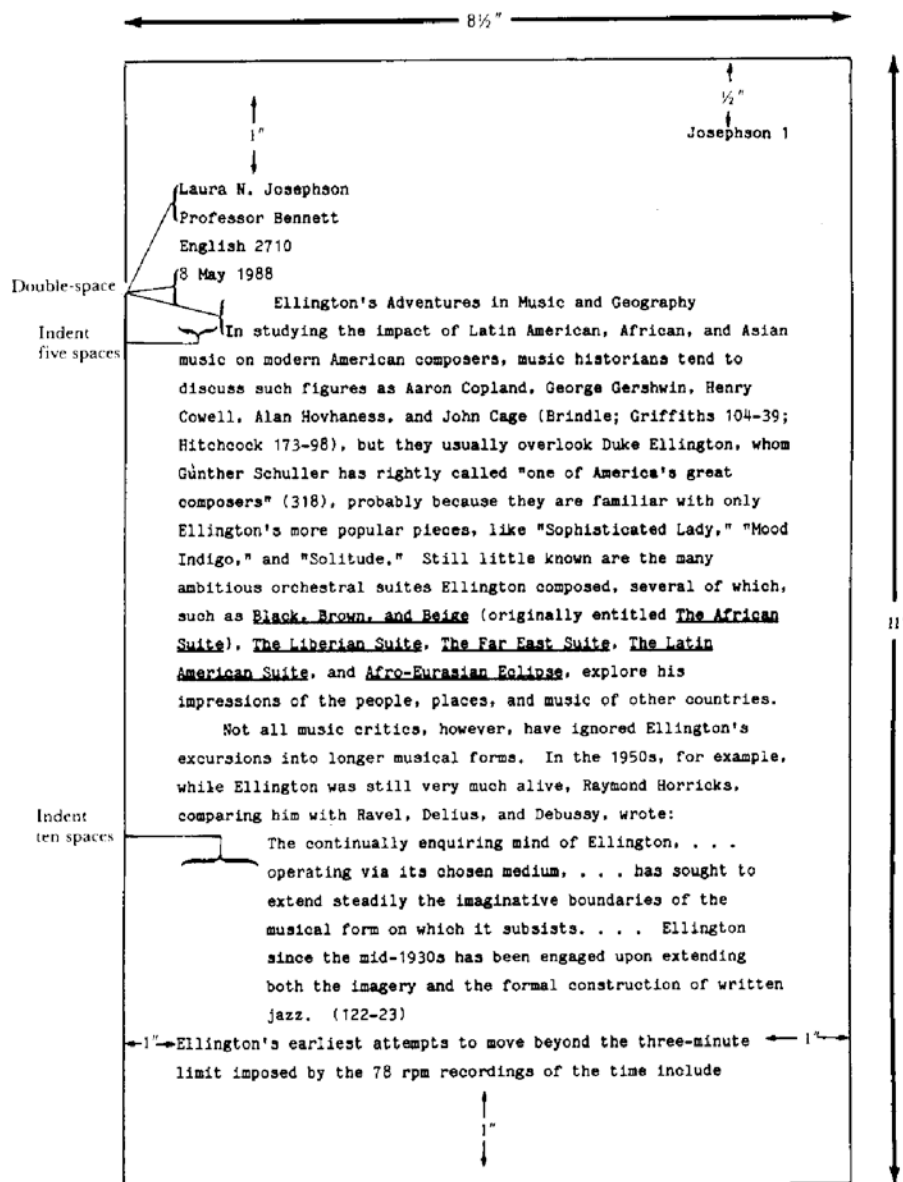 8½"
½"
1"
Josephson 1
Laura N. Josephson
Professor Bennett
English 2710
8 May 1988
Double-space
Ellington's Adventures in Music and Geography
Indent
five spaces
In studying the impact of Latin American, African, and Asian
music on modern American composers, music historians tend to
discuss such figures as Aaron Copland, George Gershwin, Henry
Cowell, Alan Hovhaness, and John Cage (Brindle; Griffiths 104-39;
Hitchcock 173-98), but they usually overlook Duke Ellington, whom
Gunther Schuller has rightly called "one of America's great
composers" (318), probably because they are familiar with only
Ellington's more popular pieces, like "Sophisticated Lady," "Mood
Indigo," and "Solitude." Still little known are the many
ambitious orchestral suites Ellington composed, several of which,
such as Black, Brown, and Beige (originally entitled The African
Suite), The Liberian Suite, The Far East Suite, The Latin
American Suite, and Afro-Eurasian Eclipse, explore his
impressions of the people, places, and music of other countries.
Not all music critics, however, have ignored Ellington's
excursions into longer musical forms. In the 1950s, for example,
while Ellington was still very much alive, Raymond Horricks,
comparing him with Ravel, Delius, and Debussy, wrote:
Indent
ten spaces
The continually enquiring mind of Ellington, . . .
operating via its chosen medium, . . . has sought to
extend steadily the imaginative boundaries of the
musical form on which it subsists. . . . Ellington
since the mid-1930s has been engaged upon extending
both the imagery and the formal construction of written
jazz. (122-23)
1" Ellington's earliest attempts to move beyond the three-minute 1"
limit imposed by the 78 rpm recordings of the time include
1"